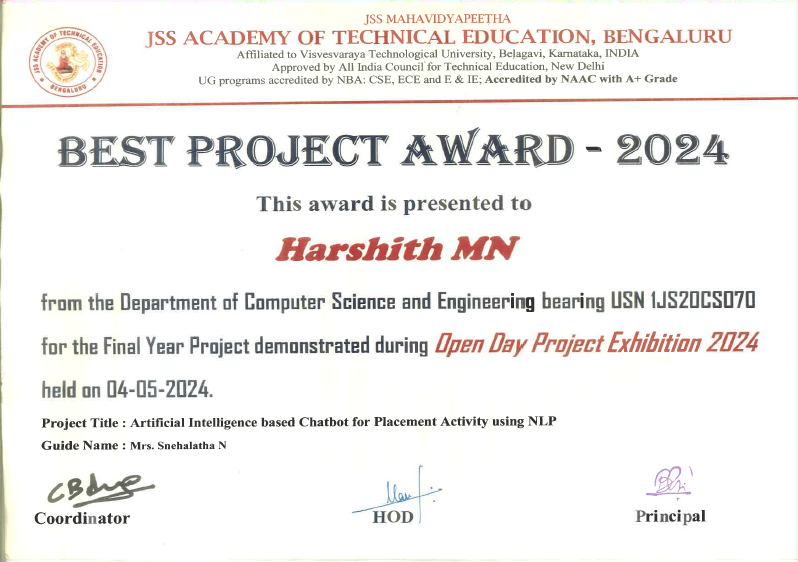 JSS MAHAVIDYAPEETHA
JSS ACADEMY OF TECHNICAL EDUCATION, BENGALURU
Affiliated to Visvesvaraya Technological University, Belagavi, Karnataka, INDIA
Approved by All India Council for Technical Education, New Delhi
UG programs accredited by NBA: CSE, ECE and E & IE; Accredited by NAAC with A+ Grade
JSS ACADEMY OF TECHNICAL EDUCATION
BENGALURU
BEST PROJECT AWARD - 2024
This award is presented to
Harshith MN
from the Department of Computer Science and Engineering bearing USN 1JS20CS070
for the Final Year Project demonstrated during Open Day Project Exhibition 2024
held on 04-05-2024.
Project Title : Artificial Intelligence based Chatbot for Placement Activity using NLP
Guide Name : Mrs. Snehalatha N
Coordinator
HOD
Principal